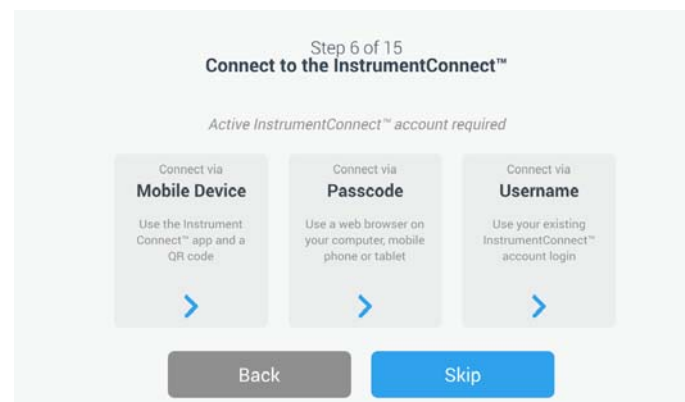 Step 6 of 15
Connect to the InstrumentConnect™
Active InstrumentConnect™ account required
Connect via
Mobile Device
Use the Instrument
Connect™ app and a
QR code
Connect via
Passcode
Use a web browser on
your computer, mobile
phone or tablet
Connect via
Username
Use your existing
InstrumentConnect™
account login
Back
Skip